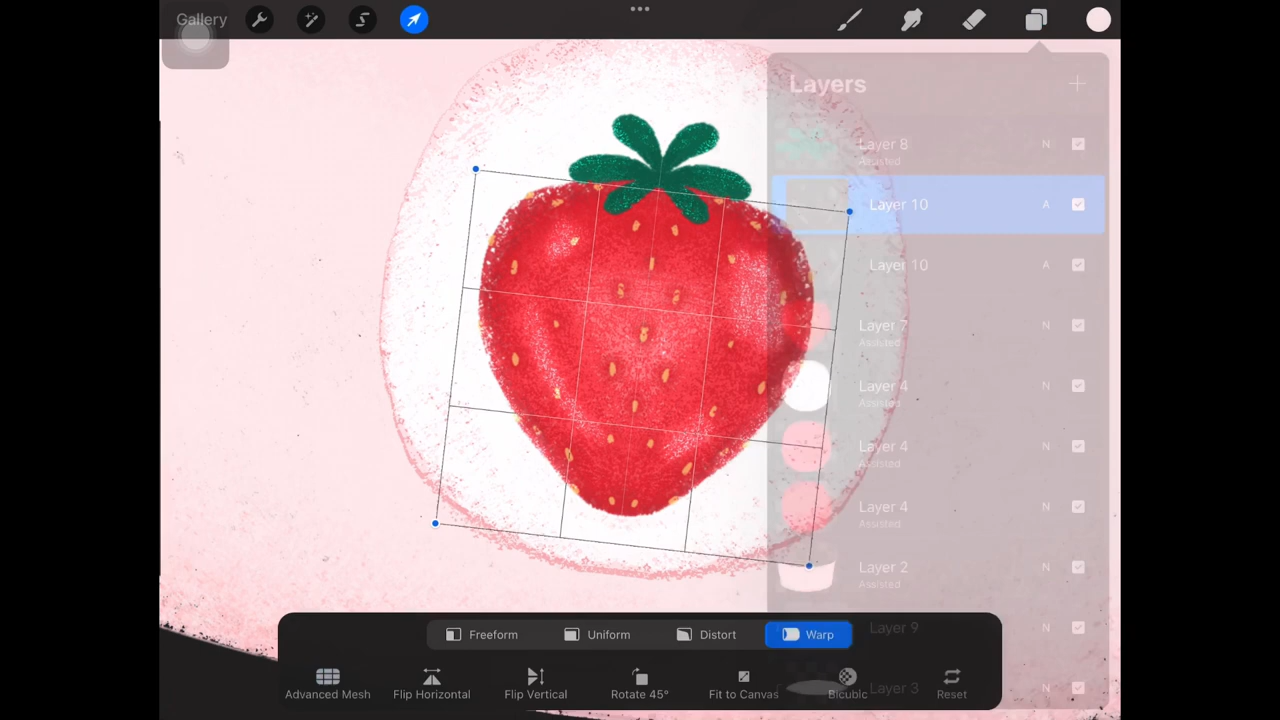 Gallery
Layers
Layer 8 N
Assisted
Layer 10 A
Layer 10 A
Layer 7 N
Assisted
Layer 4 N
Assisted
Layer 4 N
Assisted
Layer 4 N
Assisted
Layer 2 N
Assisted
Layer 9 N
Layer 3 N
Freeform Uniform Distort Warp
Advanced Mesh Flip Horizontal Flip Vertical Rotate 45° Fit to Canvas Bicubic Reset